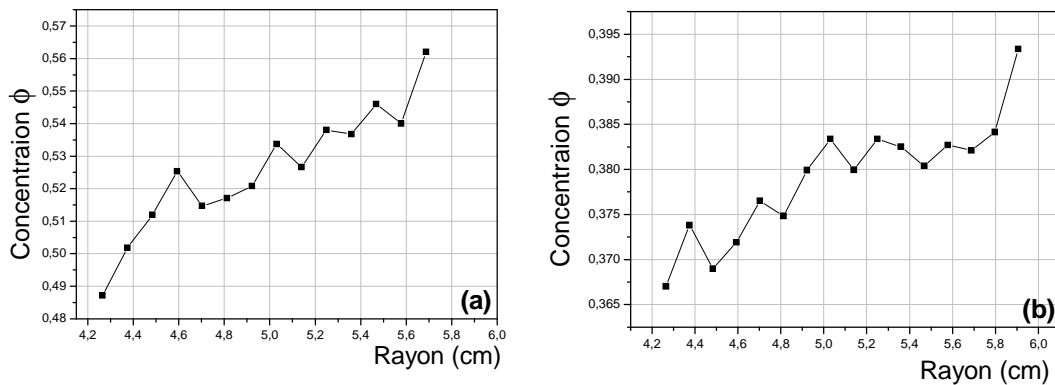 0,57
0,56
0,55
0,54
0,53
0,52
0,51
0,50
0,49
0,48
Concentraion ϕ
4,2 4,4 4,6 4,8 5,0 5,2 5,4 5,6 5,8 6,0
Rayon (cm)
(a)
0,395
0,390
0,385
0,380
0,375
0,370
0,365
Concentraion ϕ
4,2 4,4 4,6 4,8 5,0 5,2 5,4 5,6 5,8 6,0
Rayon (cm)
(b)